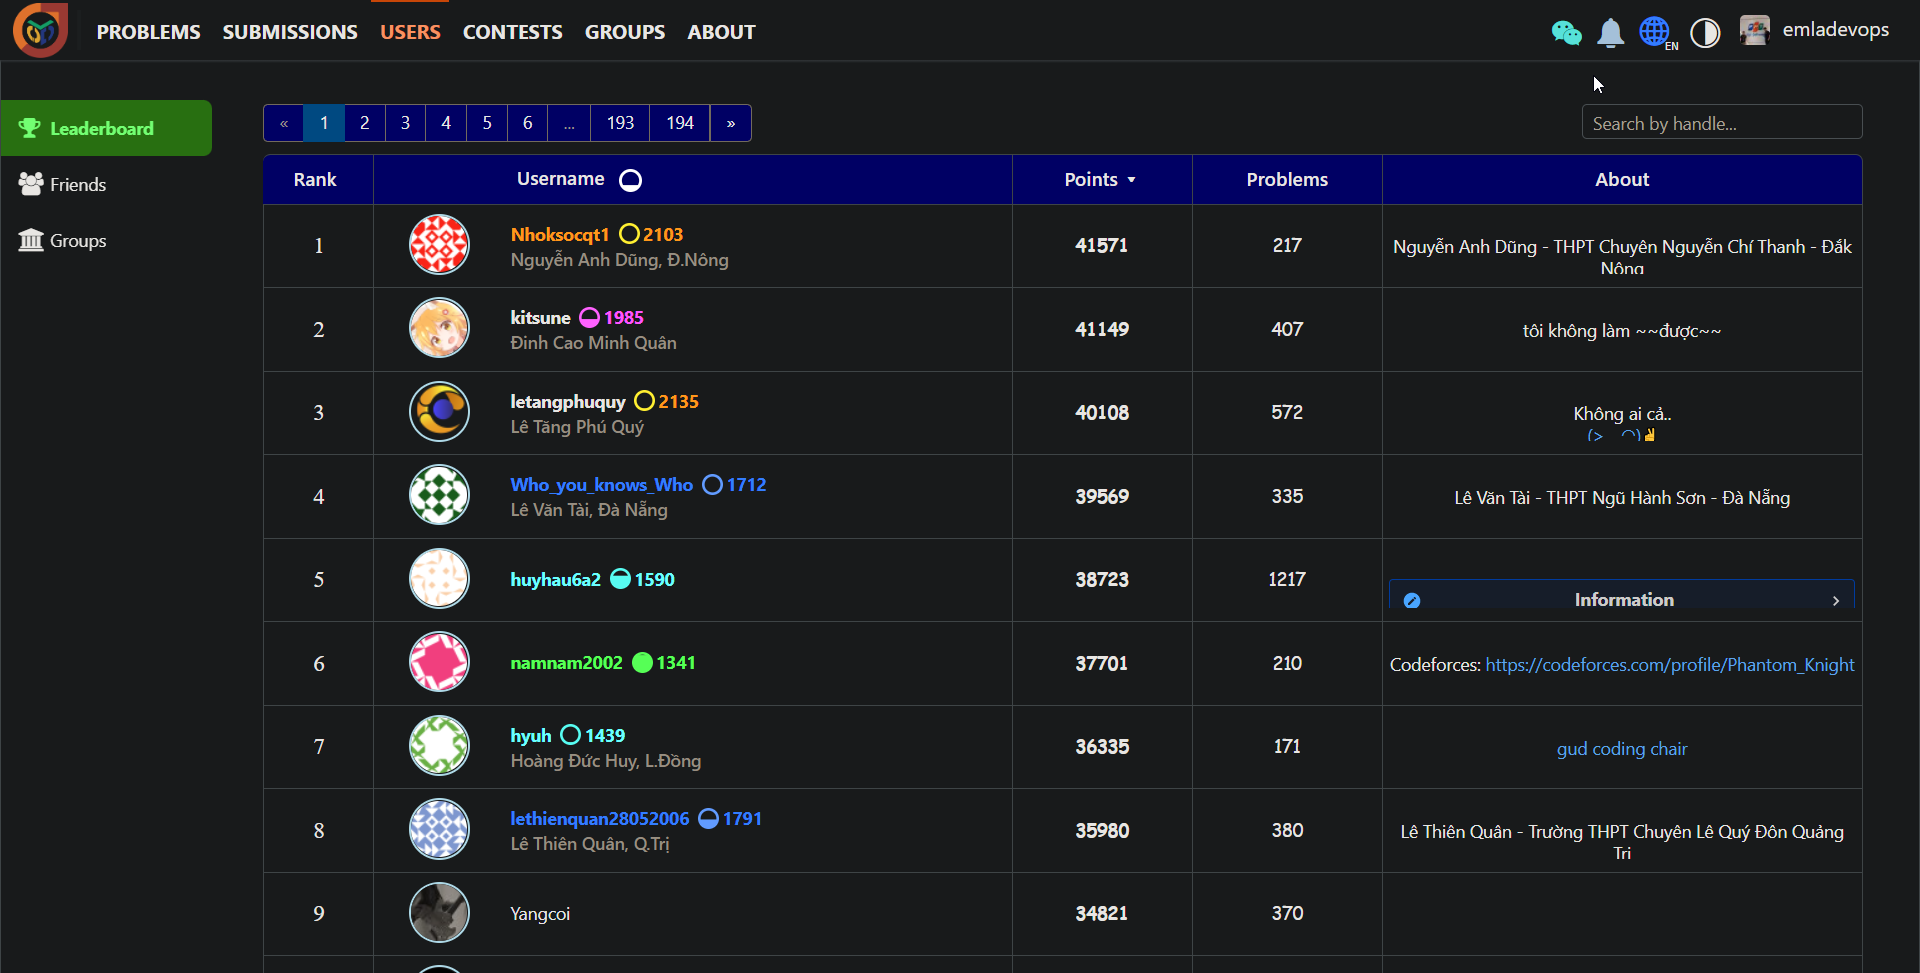 PROBLEMS SUBMISSIONS USERS CONTESTS GROUPS ABOUT
EN
emladevops
Leaderboard
Friends
Groups
« 1 2 3 4 5 6 ... 193 194 »
Search by handle...
Rank Username Points Problems About
1 Nhoksocqt1 2103 41571 217 Nguyễn Anh Dũng - THPT Chuyên Nguyễn Chí Thanh - Đắk
Nguyễn Anh Dũng, Đ.Nông Nông
2 kitsune 1985 41149 407 tôi không làm ~~được~~
Đinh Cao Minh Quân
3 letangphuquy 2135 40108 572 Không ai cả..
Lê Tăng Phú Quý (> ◠)✌
4 Who_you_knows_Who 1712 39569 335 Lê Văn Tài - THPT Ngũ Hành Sơn - Đà Nẵng
Lê Văn Tài, Đà Nẵng
5 huyhau6a2 1590 38723 1217 Information
6 namnam2002 1341 37701 210 Codeforces: https://codeforces.com/profile/Phantom_Knight
7 hyuh 1439 36335 171 gud coding chair
Hoàng Đức Huy, L.Đồng
8 lethienquan28052006 1791 35980 380 Lê Thiên Quân - Trường THPT Chuyên Lê Quý Đôn Quảng
Lê Thiên Quân, Q.Trị Trị
9 Yangcoi 34821 370